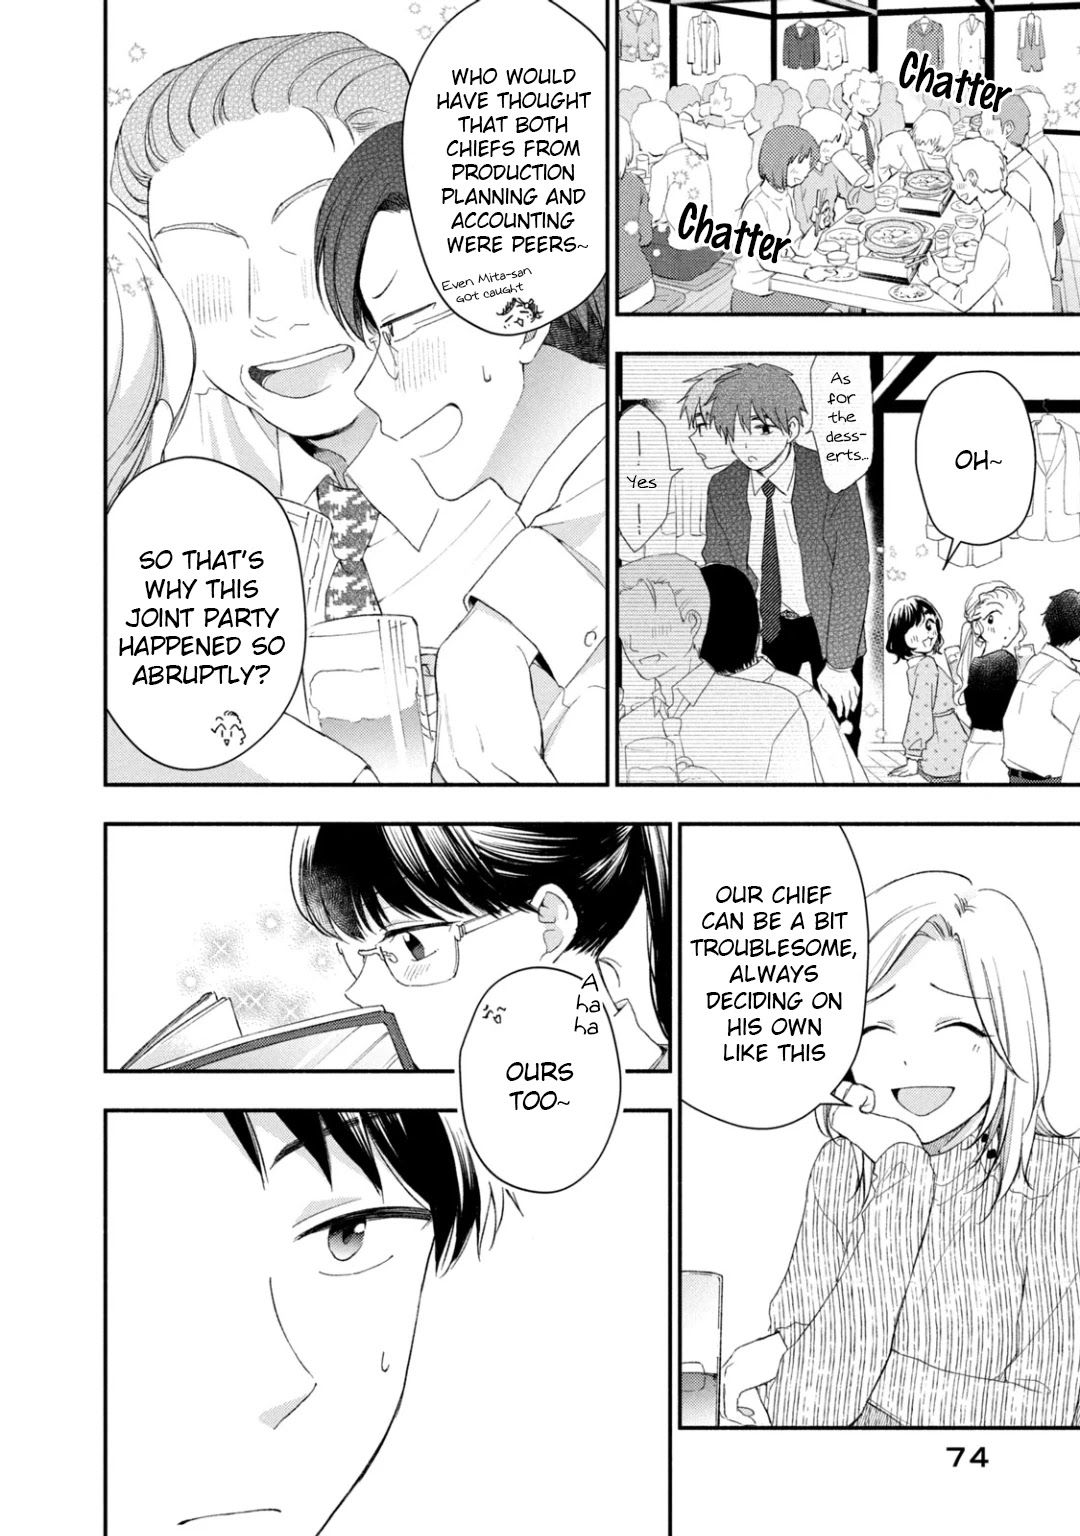 Chatter
Chatter
OH~
As
for
the
dess-
erts...
Yes
WHO WOULD
HAVE THOUGHT
THAT BOTH
CHIEFS FROM
PRODUCTION
PLANNING AND
ACCOUNTING
WERE PEERS~
Even Mita-san
got caught
SO THAT'S
WHY THIS
JOINT PARTY
HAPPENED SO
ABRUPTLY?
OUR CHIEF
CAN BE A BIT
TROUBLESOME,
ALWAYS
DECIDING ON
HIS OWN
LIKE THIS
A
ha
ha
OURS
TOO~
74